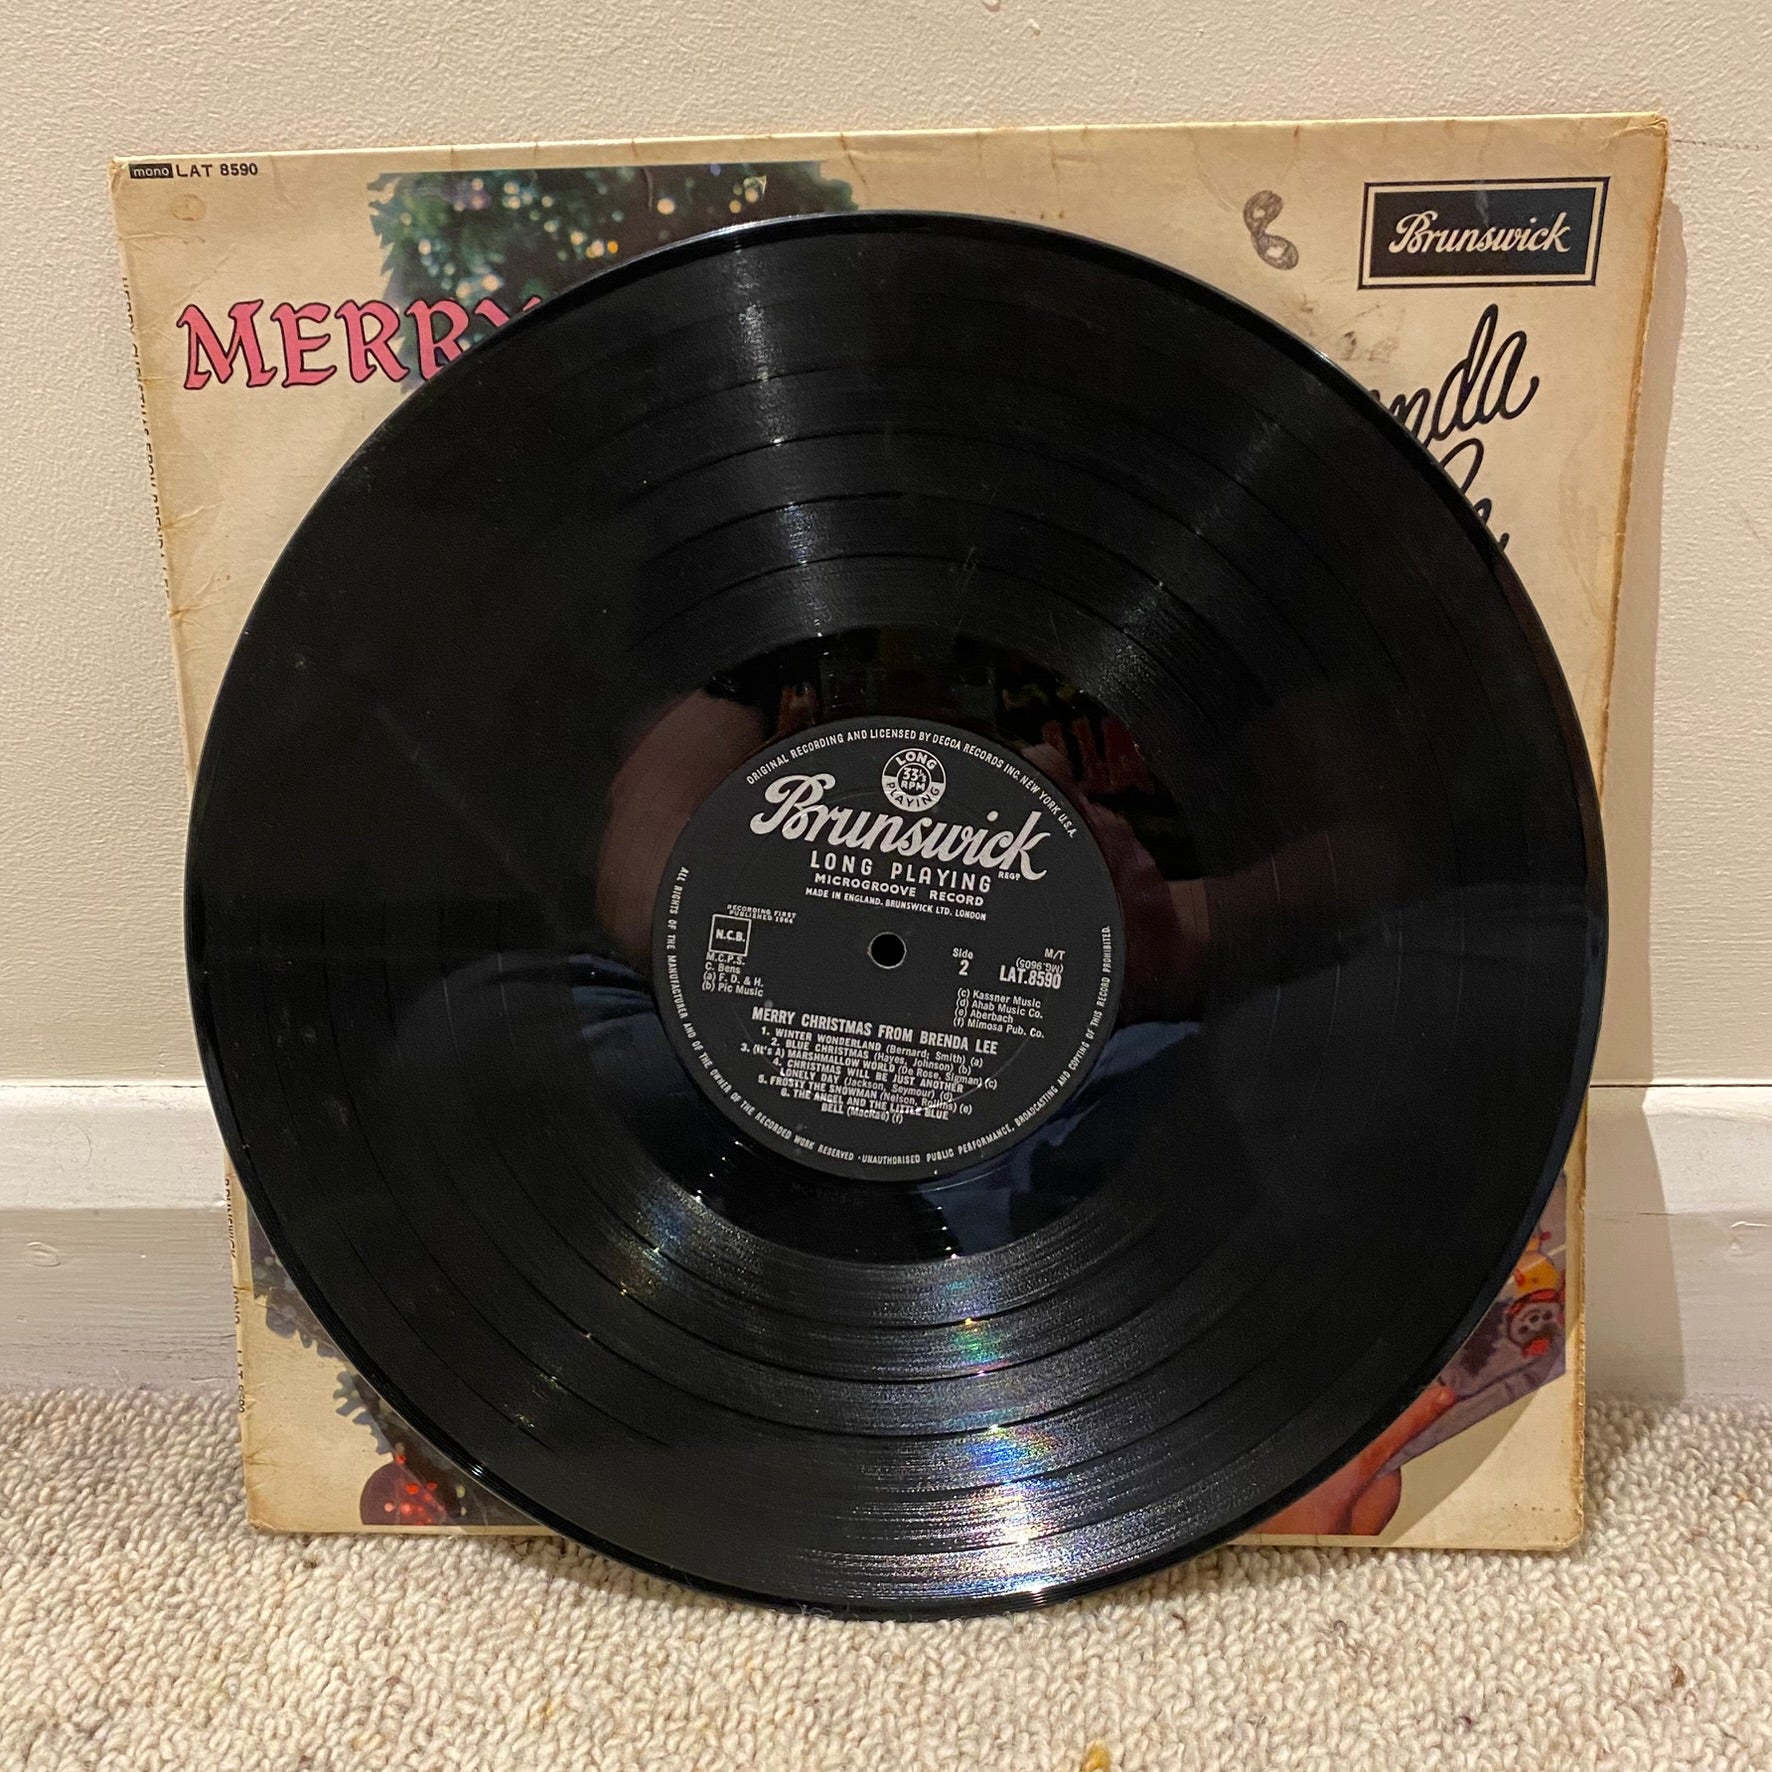 mono LAT 8590
Brunswick
MERRY
nda
ORIGINAL RECORDING AND LICENSED BY DECCA RECORDS INC. NEW YORK U.S.A.
LONG
33⅓
RPM
PLAYING
Brunswick
REGD
LONG PLAYING
MICROGROOVE RECORD
MADE IN ENGLAND. BRUNSWICK LTD. LONDON
RECORDING FIRST
PUBLISHED 1964
N.C.B.
M.C.P.S.
C. Bens
(a) F. D. & H.
(b) Pic Music
Side
2
M/T
(MG.9605)
LAT.8590
(c) Kassner Music
(d) Ahab Music Co.
(e) Aberbach
(f) Mimosa Pub. Co.
MERRY CHRISTMAS FROM BRENDA LEE
1. WINTER WONDERLAND (Bernard; Smith) (a)
2. BLUE CHRISTMAS (Hayes, Johnson) (b)
3. (It's A) MARSHMALLOW WORLD (De Rose, Sigman) (c)
4. CHRISTMAS WILL BE JUST ANOTHER
LONELY DAY (Jackson, Seymour) (d)
5. FROSTY THE SNOWMAN (Nelson, Rollins) (e)
6. THE ANGEL AND THE LITTLE BLUE
BELL (MacRae) (f)
ALL RIGHTS OF THE MANUFACTURER AND OF THE OWNER OF THE RECORDED WORK RESERVED · UNAUTHORISED PUBLIC PERFORMANCE, BROADCASTING AND COPYING OF THIS RECORD PROHIBITED.